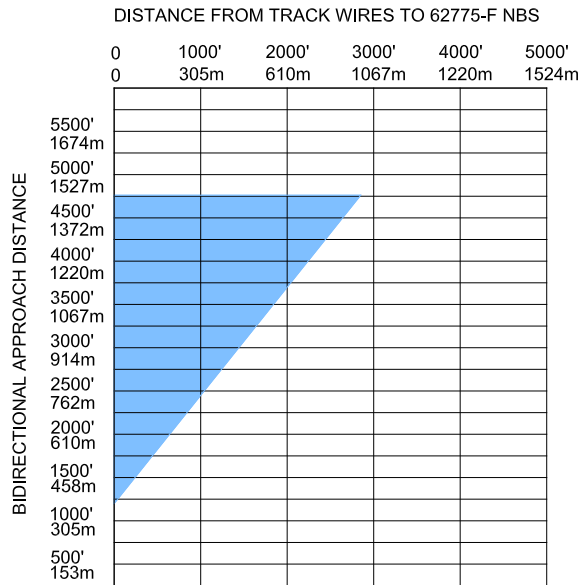 DISTANCE FROM TRACK WIRES TO 62775-F NBS
0 1000' 2000' 3000' 4000' 5000'
0 305m 610m 1067m 1220m 1524m
BIDIRECTIONAL APPROACH DISTANCE
5500'
1674m
5000'
1527m
4500'
1372m
4000'
1220m
3500'
1067m
3000'
914m
2500'
762m
2000'
610m
1500'
458m
1000'
305m
500'
153m